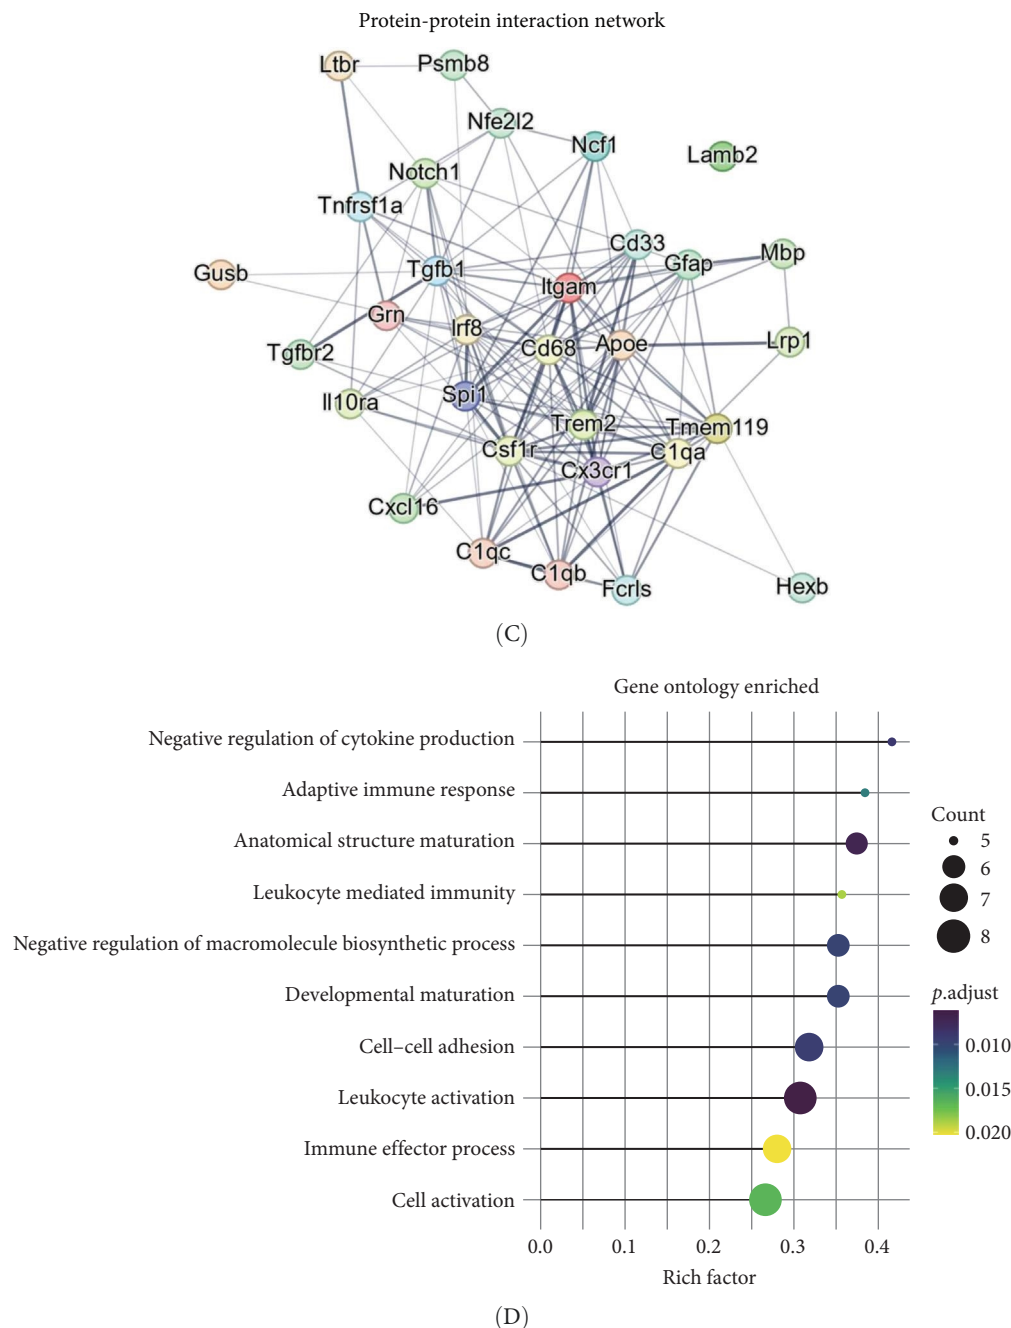 Protein-protein interaction network
Ltbr
Psmb8
Nfe2l2
Ncf1
Lamb2
Notch1
Tnfrsf1a
Cd33
Gfap
Mbp
Gusb
Tgfb1
Itgam
Grn
Irf8
Cd68
Apoe
Lrp1
Tgfbr2
Il10ra
Spi1
Trem2
Tmem119
Csf1r
C1qa
Cx3cr1
Cxcl16
C1qc
C1qb
Fcrls
Hexb
(C)
Gene ontology enriched
Negative regulation of cytokine production
Adaptive immune response
Anatomical structure maturation
Leukocyte mediated immunity
Negative regulation of macromolecule biosynthetic process
Developmental maturation
Cell–cell adhesion
Leukocyte activation
Immune effector process
Cell activation
0.0 0.1 0.2 0.3 0.4
Rich factor
Count
5
6
7
8
p.adjust
0.010
0.015
0.020
(D)